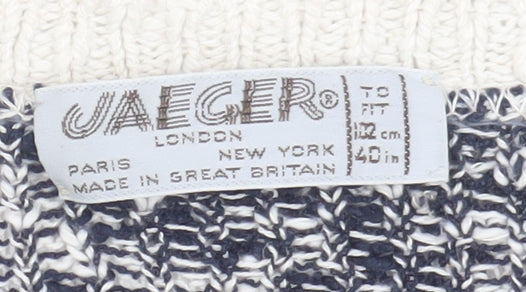 JAEGER®
LONDON
PARIS NEW YORK
MADE IN GREAT BRITAIN
TO
FIT
102 cm
40 in